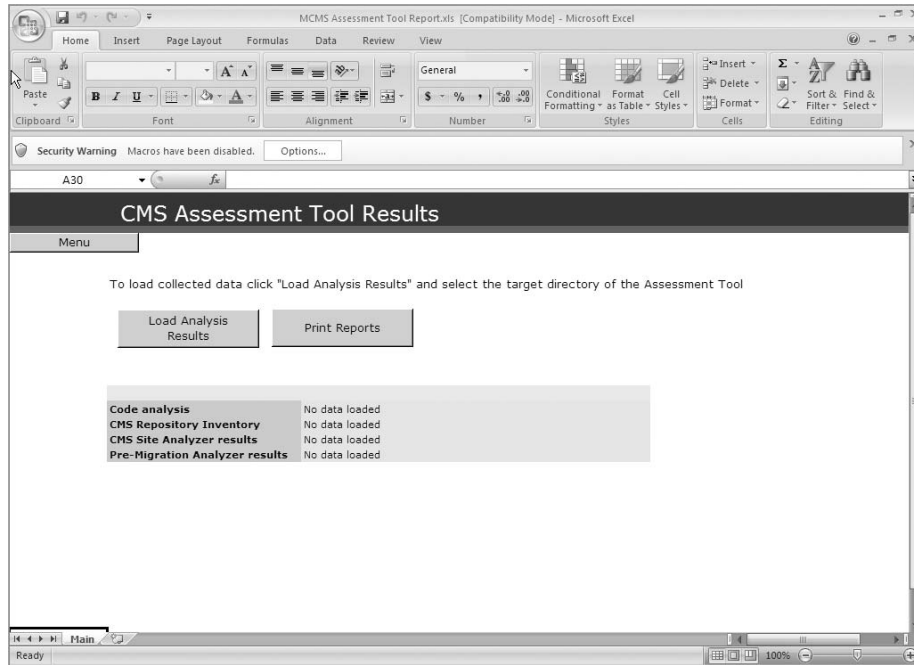 MCMS Assessment Tool Report.xls [Compatibility Mode] - Microsoft Excel
Home Insert Page Layout Formulas Data Review View
Paste
B I U A A A General $ % , .00 .0
Conditional Formatting Format as Table Cell Styles
Insert
Delete
Format
Σ
Sort & Filter Find & Select
Clipboard Font Alignment Number Styles Cells Editing
Security Warning Macros have been disabled. Options...
A30 fx
CMS Assessment Tool Results
Menu
To load collected data click "Load Analysis Results" and select the target directory of the Assessment Tool
Load Analysis
Results
Print Reports
Code analysis No data loaded
CMS Repository Inventory No data loaded
CMS Site Analyzer results No data loaded
Pre-Migration Analyzer results No data loaded
Main
Ready 100%